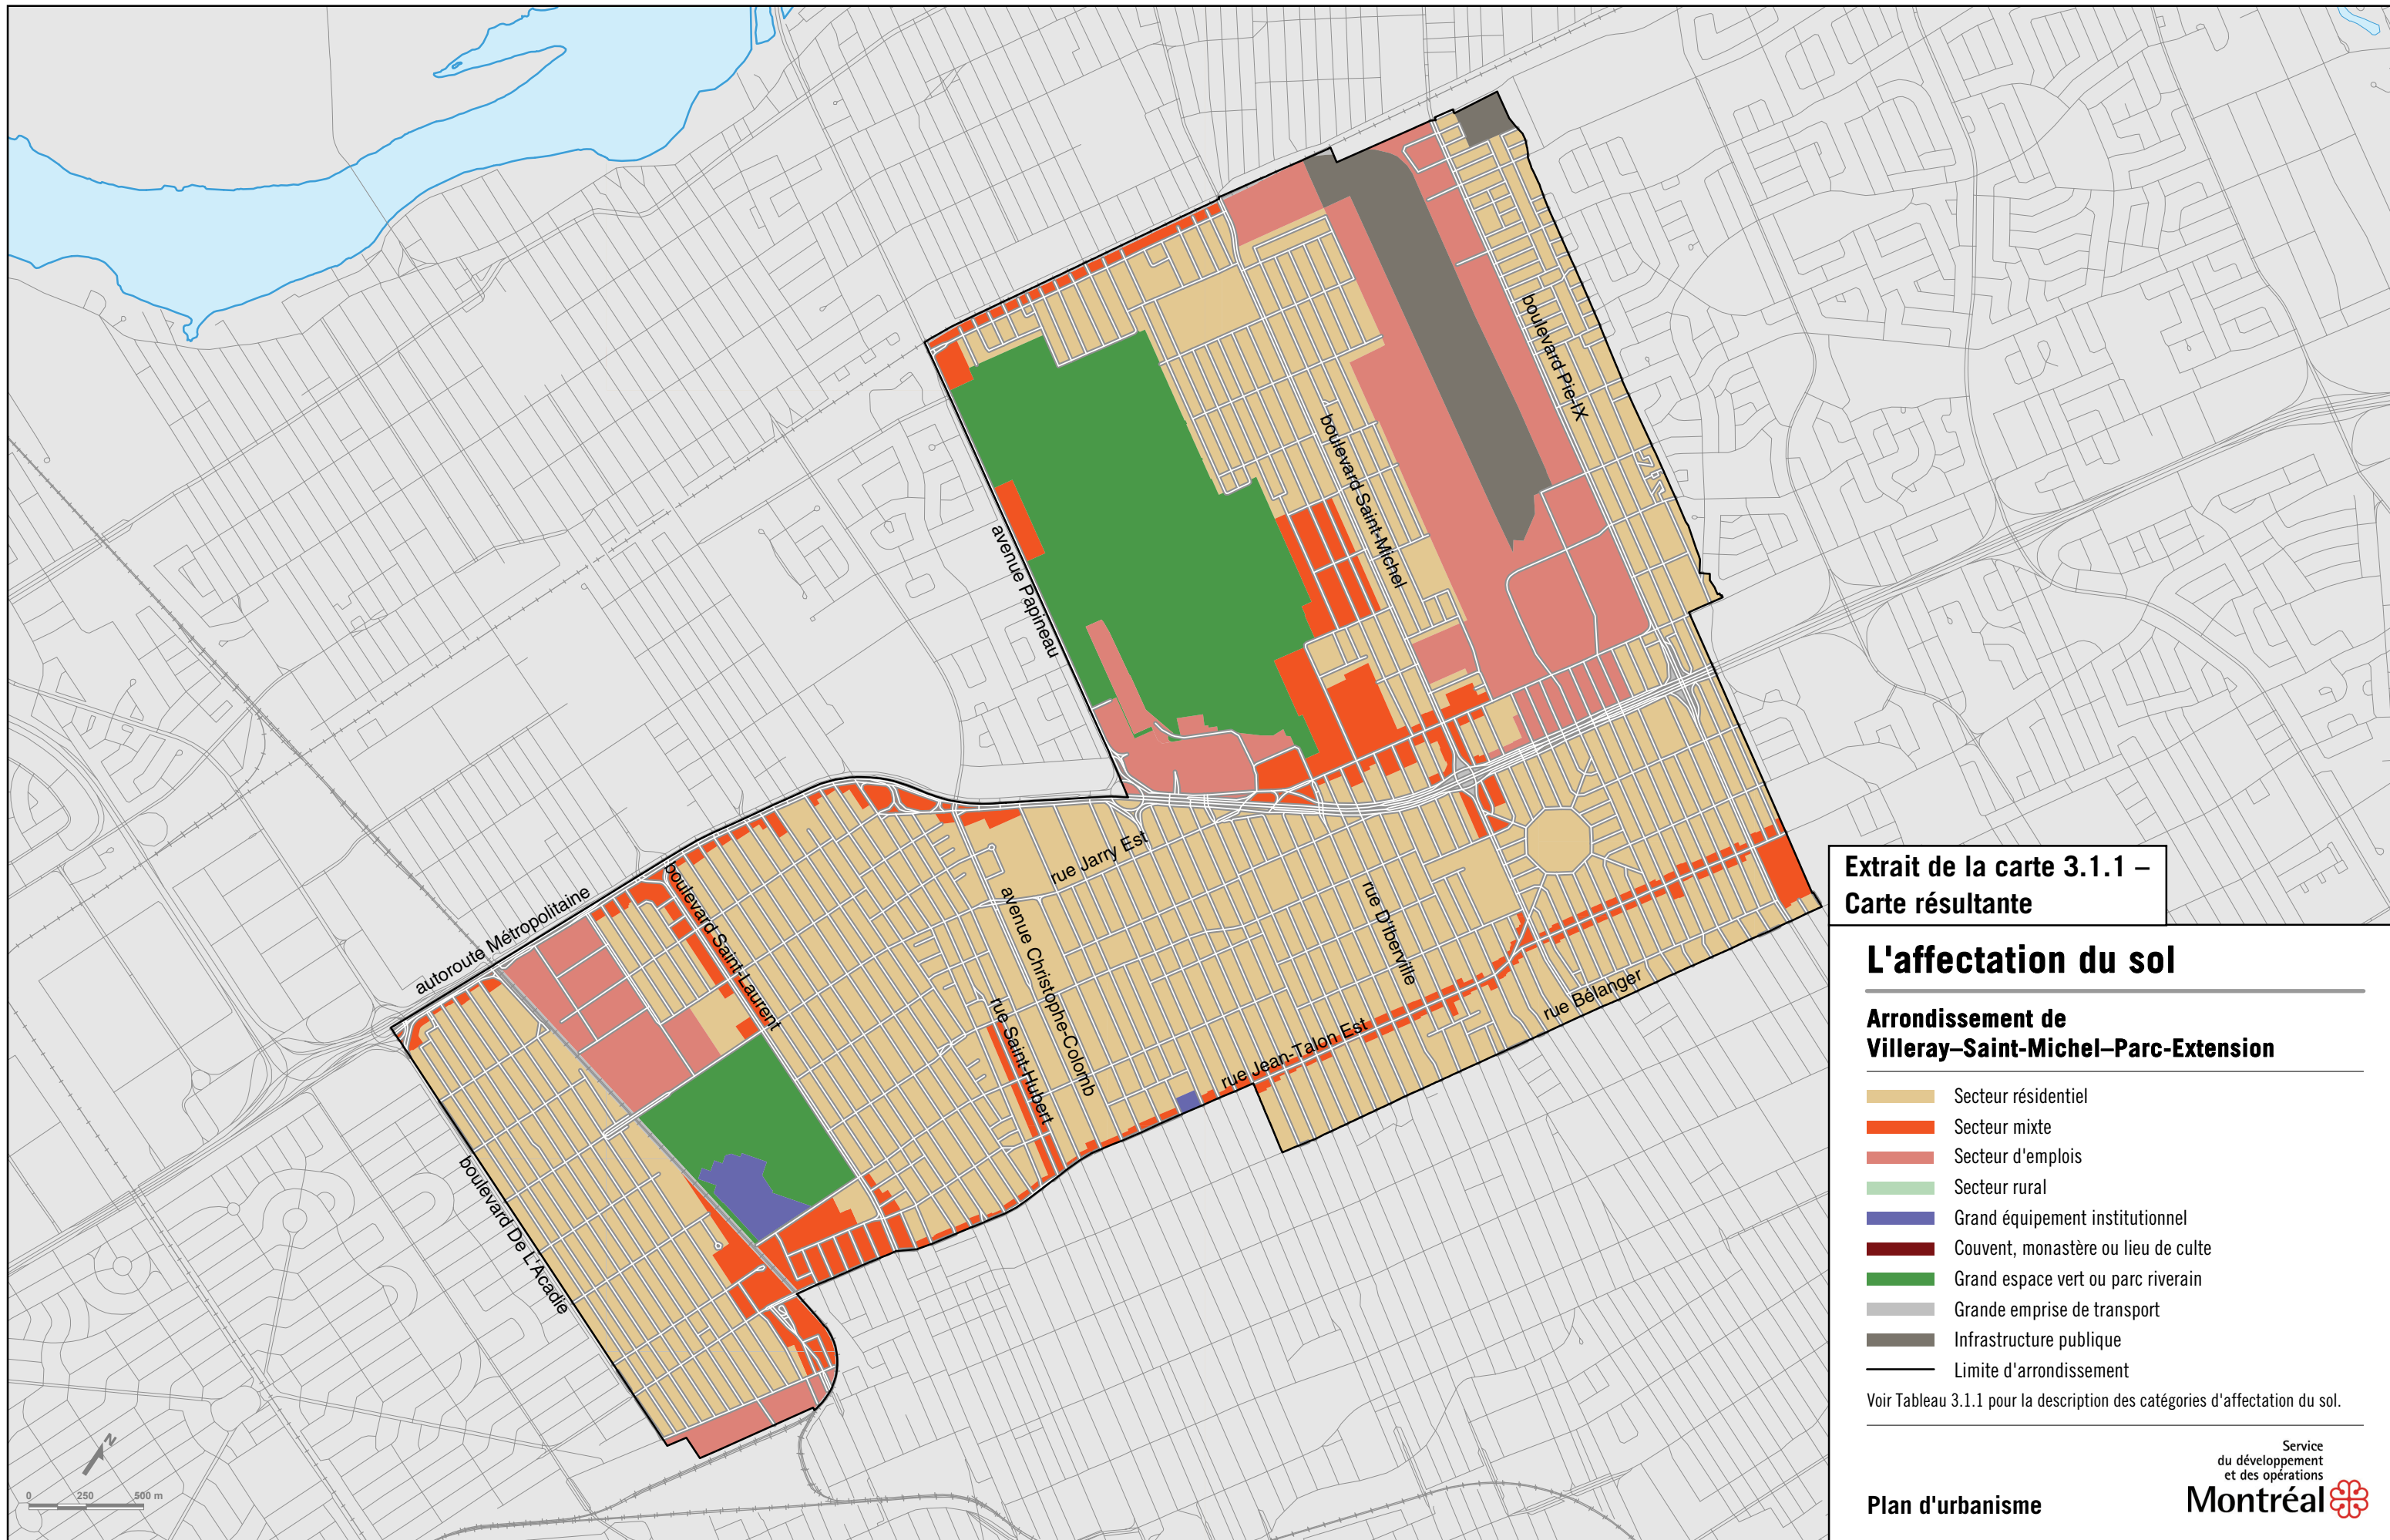 boulevard Pie-IX
boulevard Saint-Michel
avenue Papineau
rue Jarry Est
boulevard Saint-Laurent
autoroute Métropolitaine
avenue Christophe-Colomb
rue D'Iberville
rue Saint-Hubert
rue Bélanger
rue Jean-Talon Est
boulevard De L'Acadie
N
0 250 500 m
Extrait de la carte 3.1.1 –
Carte résultante
L'affectation du sol
Arrondissement de
Villeray–Saint-Michel–Parc-Extension
Secteur résidentiel
Secteur mixte
Secteur d'emplois
Secteur rural
Grand équipement institutionnel
Couvent, monastère ou lieu de culte
Grand espace vert ou parc riverain
Grande emprise de transport
Infrastructure publique
Limite d'arrondissement
Voir Tableau 3.1.1 pour la description des catégories d'affectation du sol.
Service
du développement
et des opérations
Montréal
Plan d'urbanisme